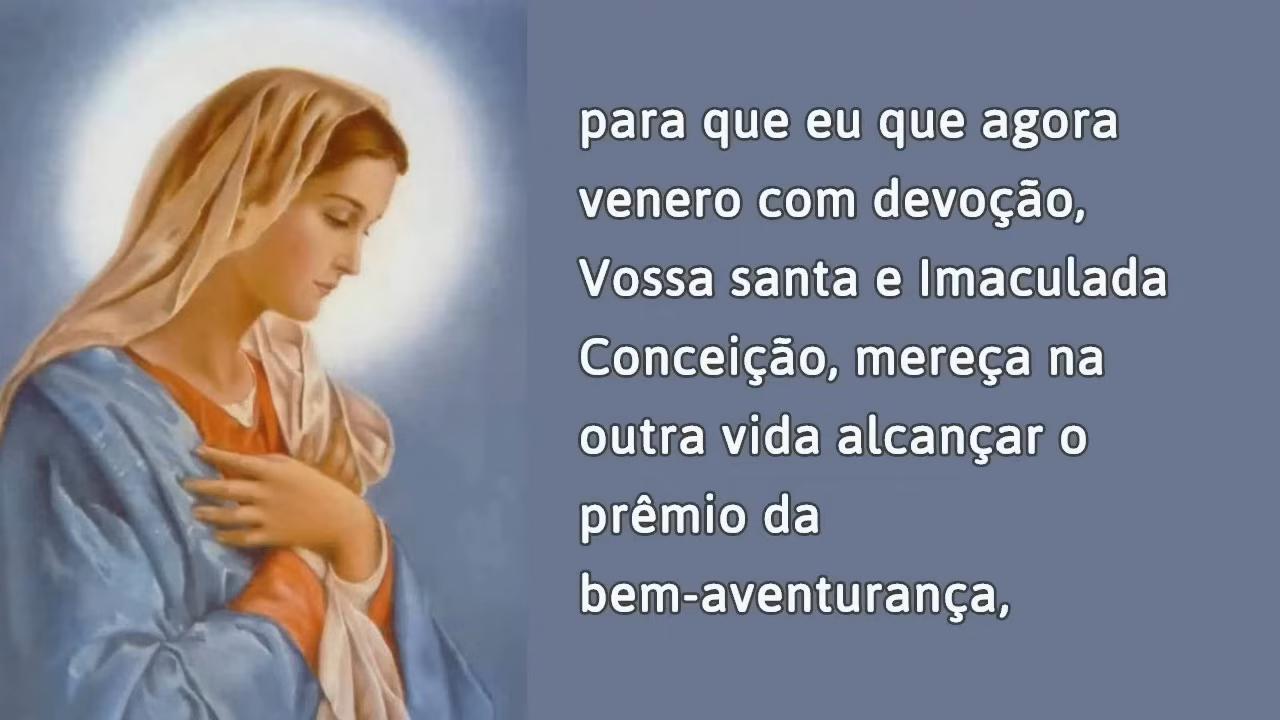 para que eu que agora
venero com devoção,
Vossa santa e Imaculada
Conceição, mereça na
outra vida alcançar o
prêmio da
bem-aventurança,